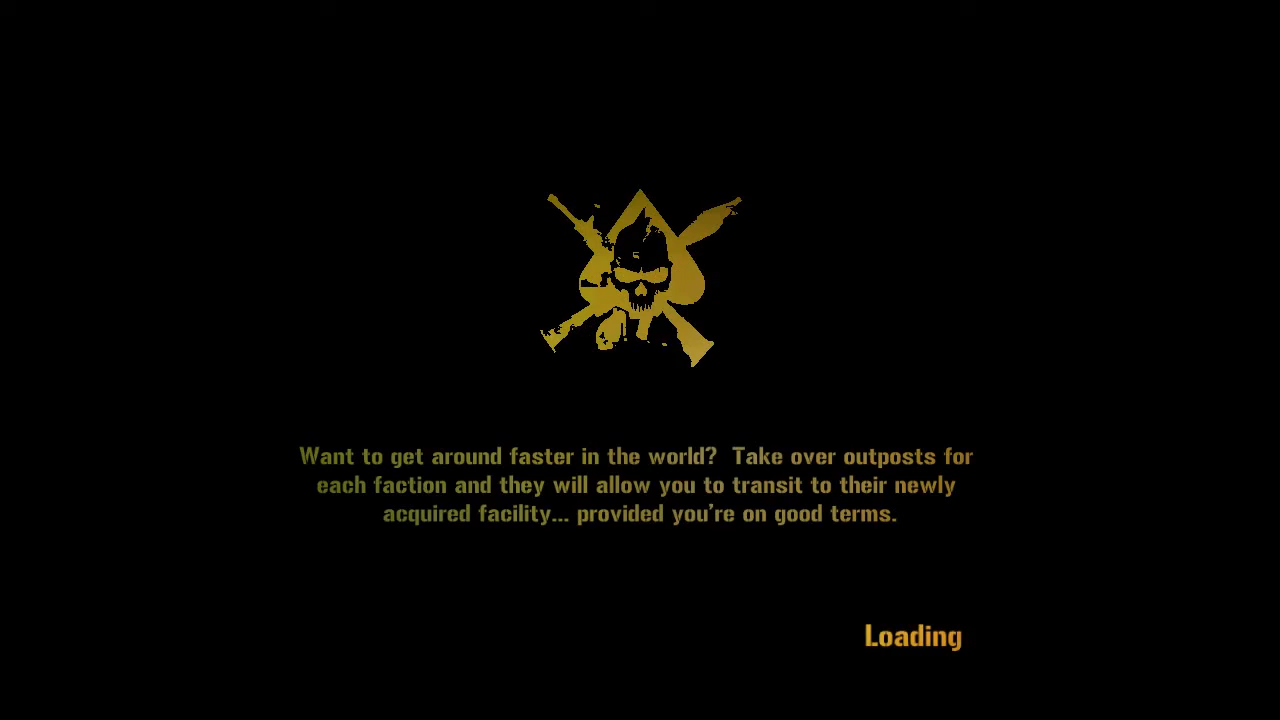 Want to get around faster in the world?  Take over outposts for
each faction and they will allow you to transit to their newly
acquired facility... provided you're on good terms.
Loading